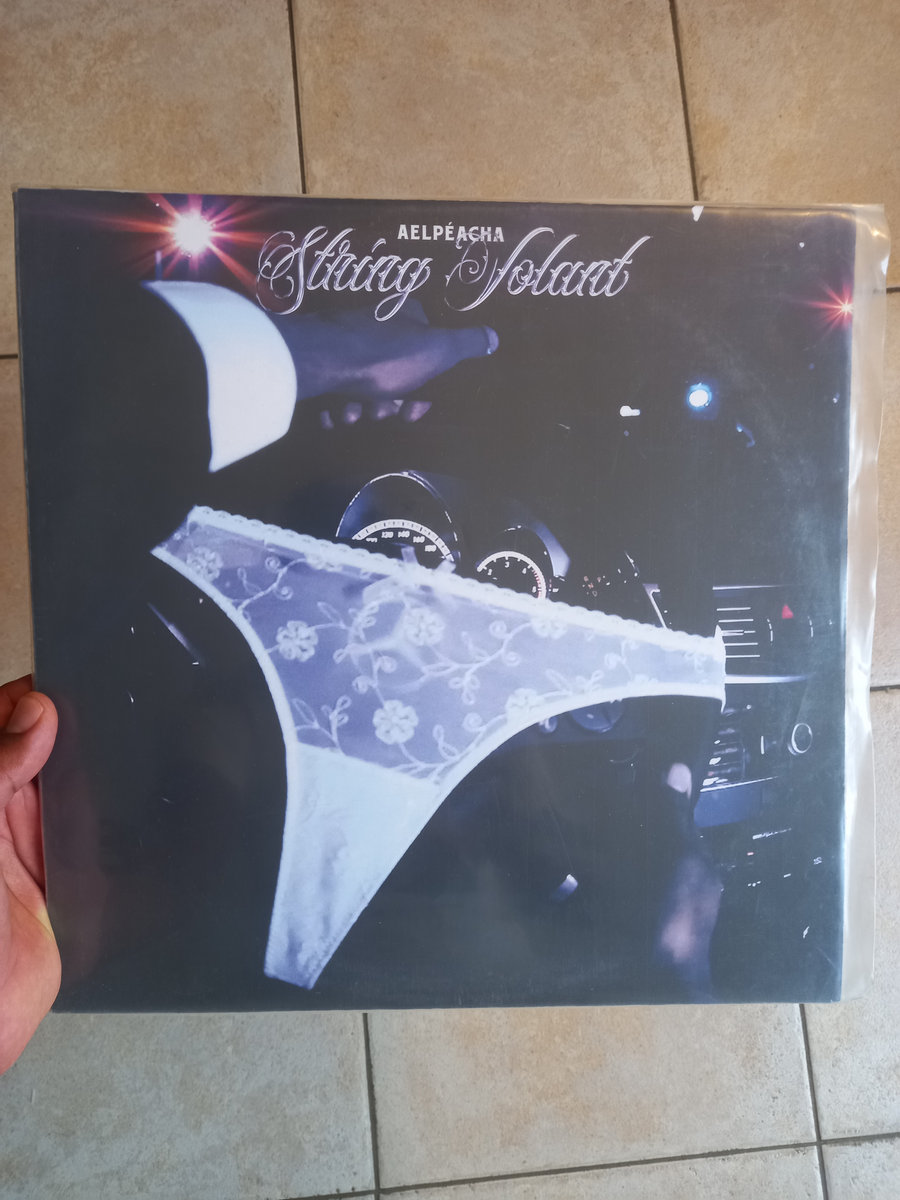 AELPÉACHA
String Volant